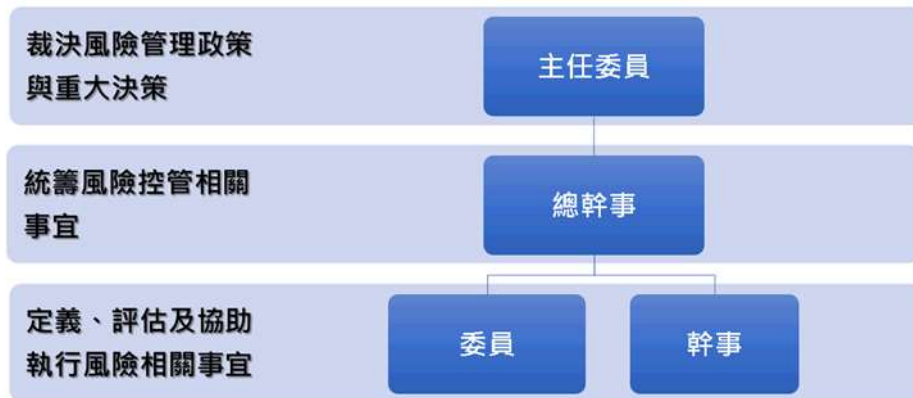 裁決風險管理政策
與重大決策
主任委員
統籌風險控管相關
事宜
總幹事
定義、評估及協助
執行風險相關事宜
委員
幹事